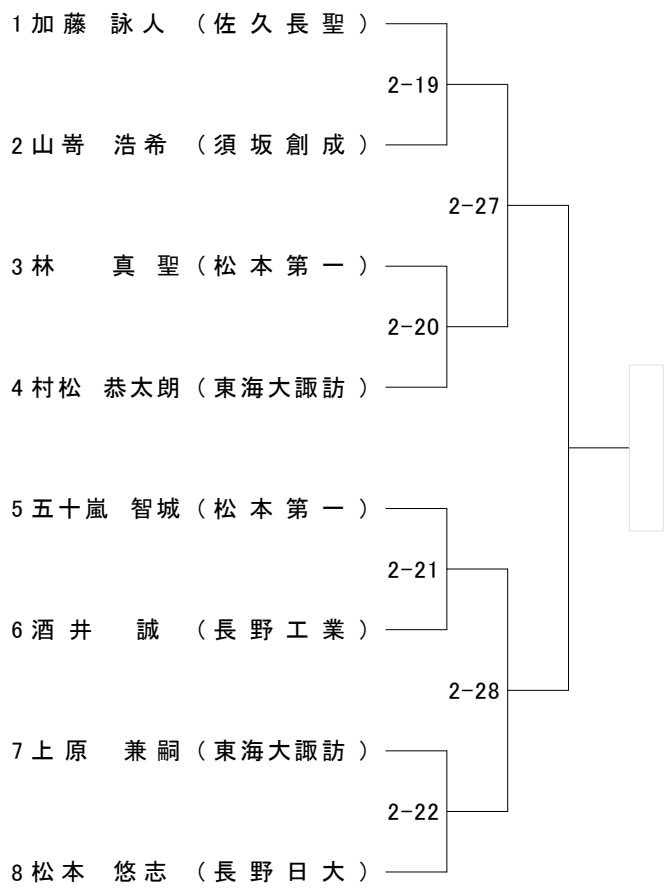 1 加藤 詠人 (佐久長聖)
2-19
2 山嵜 浩希 (須坂創成)
2-27
3 林 真聖 (松本第一)
2-20
4 村松 恭太朗 (東海大諏訪)
5 五十嵐 智城 (松本第一)
2-21
6 酒井 誠 (長野工業)
2-28
7 上原 兼嗣 (東海大諏訪)
2-22
8 松本 悠志 (長野日大)